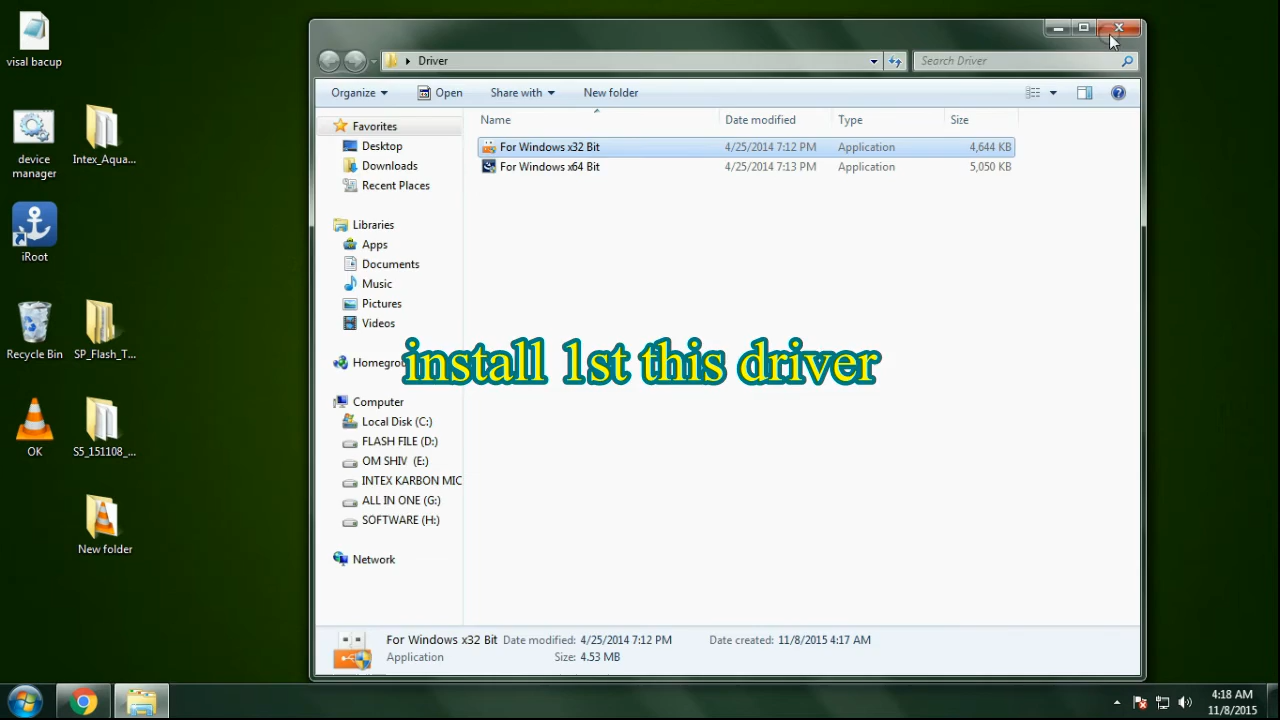 visal bacup
device
manager
Intex_Aqua...
iRoot
Recycle Bin
SP_Flash_T...
OK
S5_151108_...
New folder
Driver
Search Driver
Organize
Open
Share with
New folder
Name
Date modified
Type
Size
For Windows x32 Bit 4/25/2014 7:12 PM Application 4,644 KB
For Windows x64 Bit 4/25/2014 7:13 PM Application 5,050 KB
Favorites
Desktop
Downloads
Recent Places
Libraries
Apps
Documents
Music
Pictures
Videos
Homegro
Computer
Local Disk (C:)
FLASH FILE (D:)
OM SHIV (E:)
INTEX KARBON MIC
ALL IN ONE (G:)
SOFTWARE (H:)
Network
install 1st this driver
For Windows x32 Bit Date modified: 4/25/2014 7:12 PM Date created: 11/8/2015 4:17 AM
Application Size: 4.53 MB
4:18 AM
11/8/2015